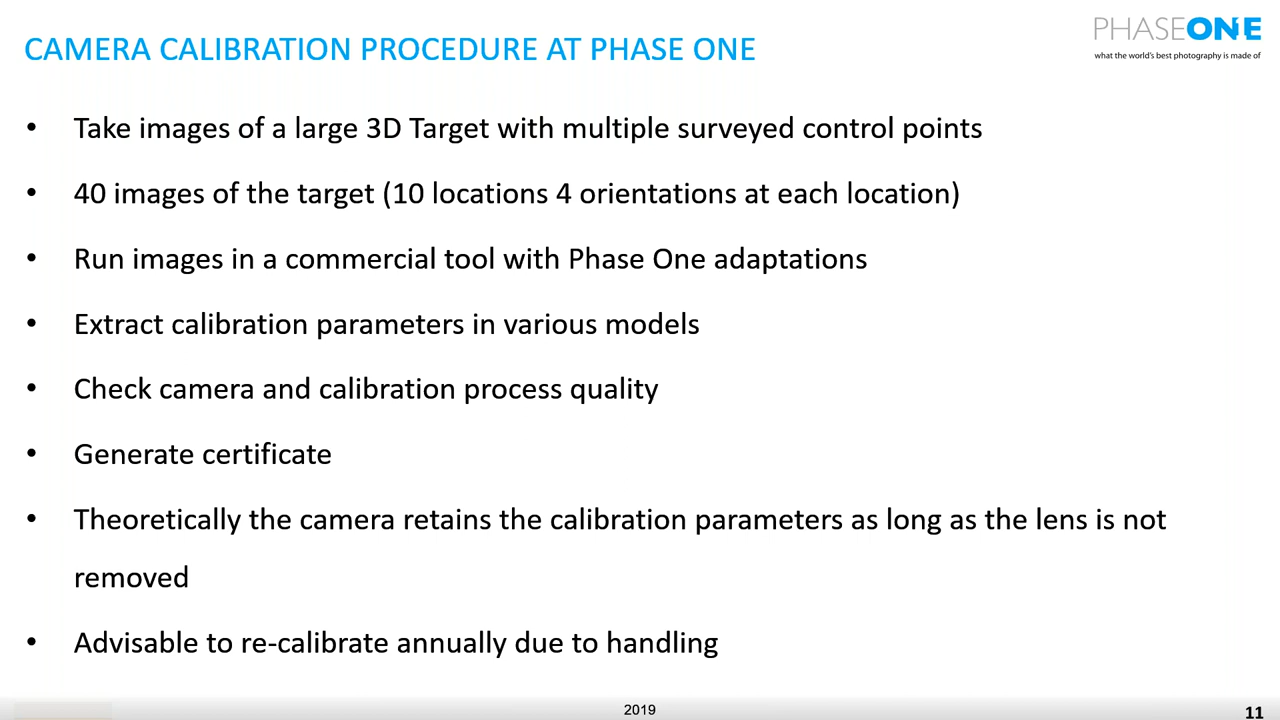 CAMERA CALIBRATION PROCEDURE AT PHASE ONE
PHASEONE
what the world's best photography is made of
• Take images of a large 3D Target with multiple surveyed control points
• 40 images of the target (10 locations 4 orientations at each location)
• Run images in a commercial tool with Phase One adaptations
• Extract calibration parameters in various models
• Check camera and calibration process quality
• Generate certificate
• Theoretically the camera retains the calibration parameters as long as the lens is not
removed
• Advisable to re-calibrate annually due to handling
2019
11